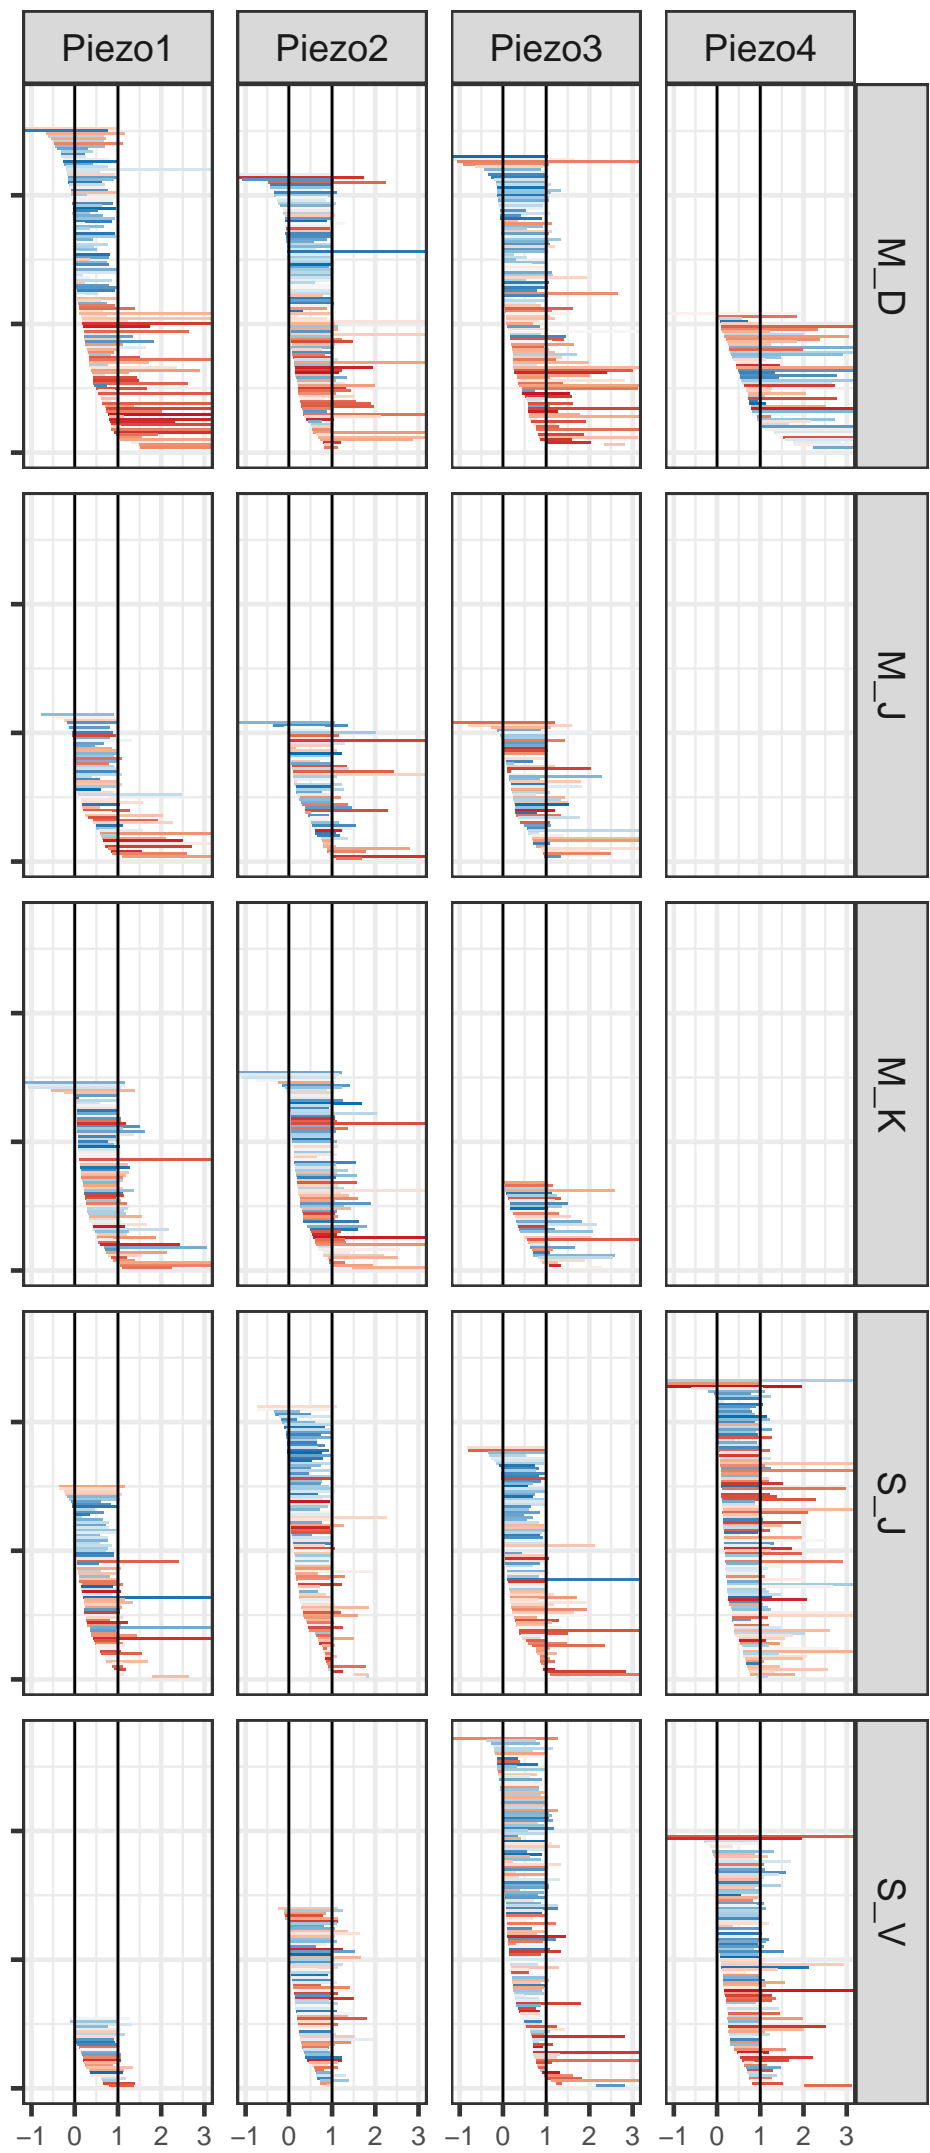 Piezo1 Piezo2 Piezo3 Piezo4
M_D
M_J
M_K
S_J
S_V
−1 0 1 2 3 −1 0 1 2 3 −1 0 1 2 3 −1 0 1 2 3